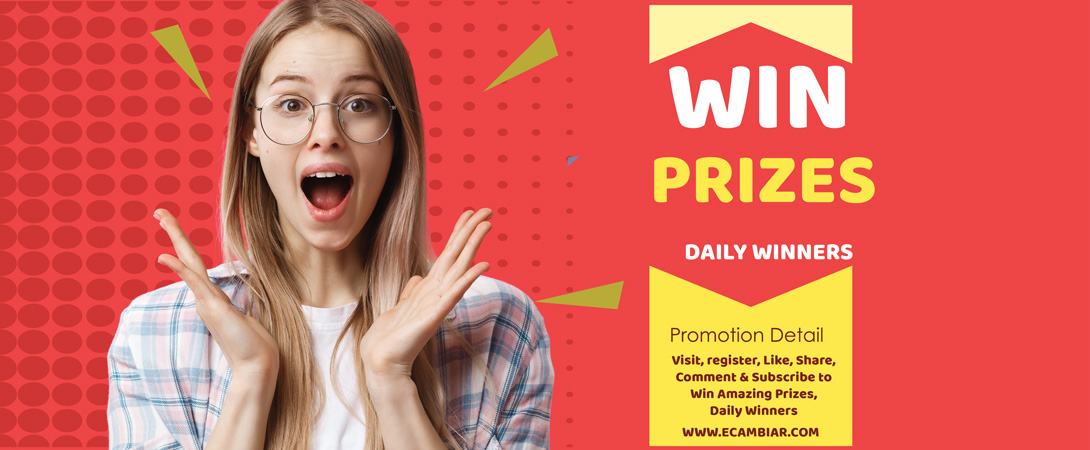 WIN
PRIZES
DAILY WINNERS
Promotion Detail
Visit, register, Like, Share,
Comment & Subscribe to
Win Amazing Prizes,
Daily Winners
WWW.ECAMBIAR.COM